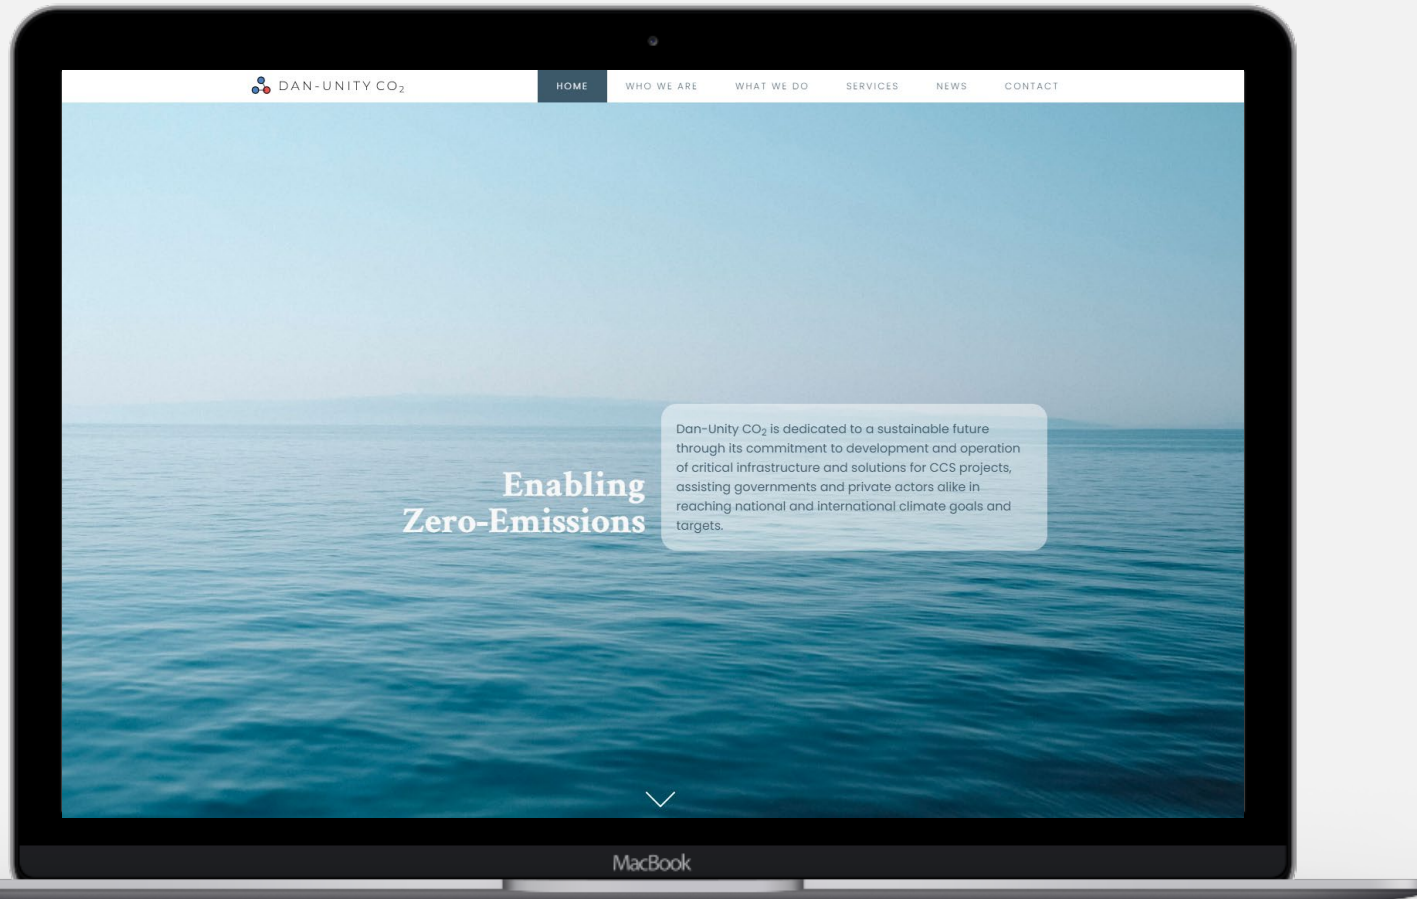 DAN-UNITY CO₂
HOME WHO WE ARE WHAT WE DO SERVICES NEWS CONTACT
Enabling
Zero-Emissions
Dan-Unity CO₂ is dedicated to a sustainable future
through its commitment to development and operation
of critical infrastructure and solutions for CCS projects,
assisting governments and private actors alike in
reaching national and international climate goals and
targets.
MacBook